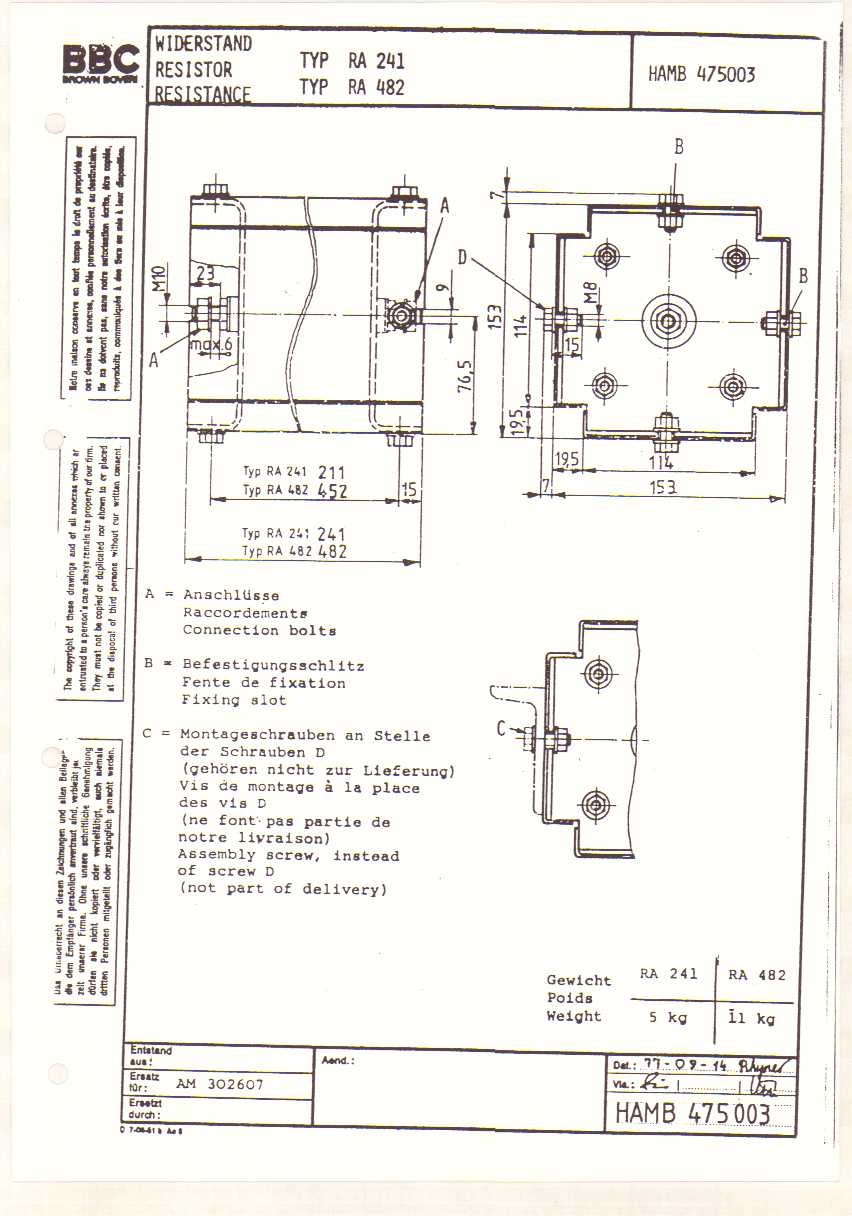 BBC
BROWN BOVERI
WIDERSTAND
RESISTOR
RESISTANCE
TYP RA 241
TYP RA 482
HAMB 475003
Notre maison conserve en tout temps le droit de propriété sur
ces dessins et annexes, confiés personnellement au destinataire.
Ils ne doivent pas, sans notre autorisation écrite, être copiés,
reproduits, communiqués à des tiers ou mis à leur disposition.
The copyright of these drawings and of all annexes which are
entrusted to a person's care always remain the property of our firm.
They must not be copied or duplicated nor shown to or placed
at the disposal of third persons without our written consent.
Das Urheberrecht an diesen Zeichnungen und allen Beilagen
die dem Empfänger persönlich anvertraut sind, verbleibt
zeit unserer Firma. Ohne unsere schriftliche Genehmigung
dürfen sie nicht kopiert oder vervielfältigt, auch niemals
dritten Personen mitgeteilt oder zugänglich gemacht werden.
A
M10
23
max.6
A
9
76,5
Typ RA 241 211
Typ RA 482 452
15
Typ RA 241 241
Typ RA 482 482
B
7
D
153
114
M8
15
B
19,5
19,5
114
7
153
A = Anschlüsse
Raccordements
Connection bolts
B = Befestigungsschlitz
Fente de fixation
Fixing slot
C = Montageschrauben an Stelle
der Schrauben D
(gehören nicht zur Lieferung)
Vis de montage à la place
des vis D
(ne font pas partie de
notre livraison)
Assembly screw, instead
of screw D
(not part of delivery)
C
Gewicht
Poids
Weight
RA 241
RA 482
5 kg
11 kg
Entstand
aus:
Ersatz
für: AM 302607
Ersetzt
durch:
Aend.:
Dat.: 77-09-14
Vis.:
HAMB 475003